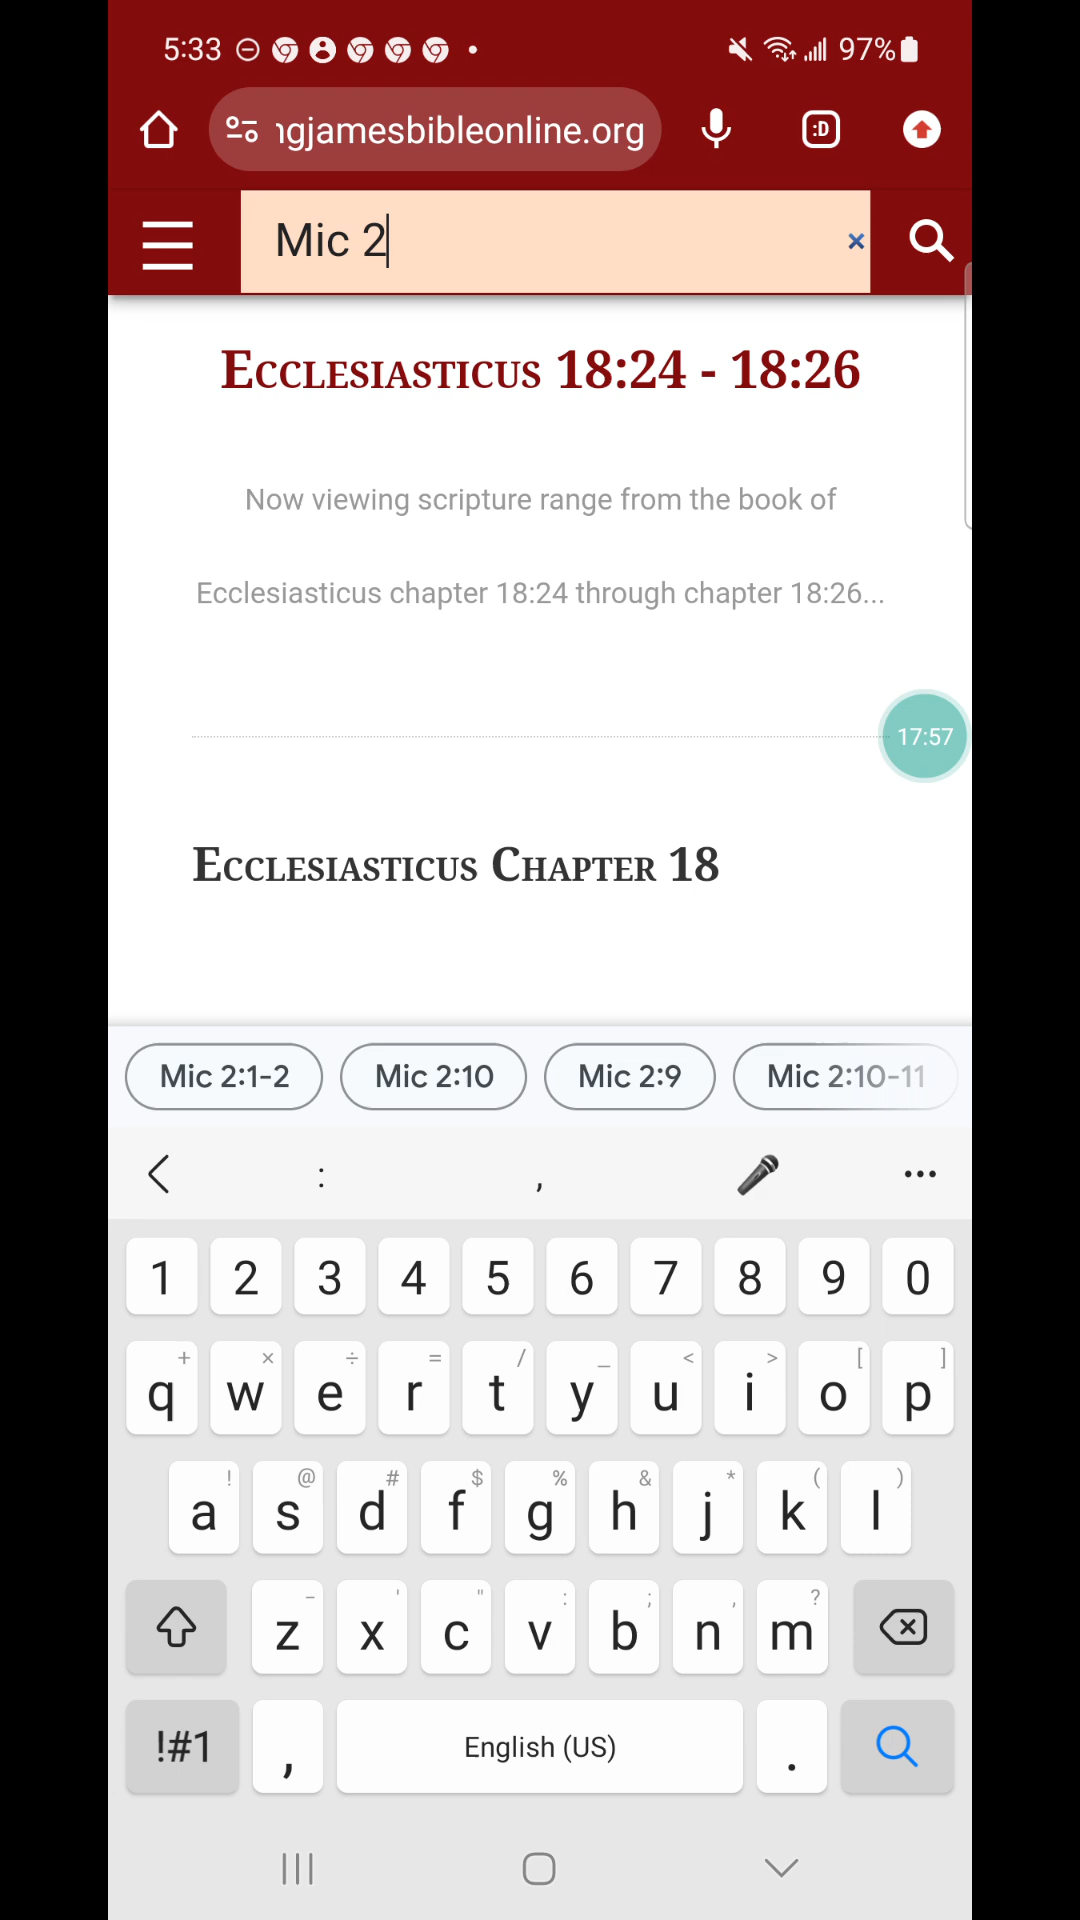 5:33 97%
ngjamesbibleonline.org :D
Mic 2 ×
Ecclesiasticus 18:24 - 18:26
Now viewing scripture range from the book of
Ecclesiasticus chapter 18:24 through chapter 18:26...
17:57
Ecclesiasticus Chapter 18
Mic 2:1-2 Mic 2:10 Mic 2:9 Mic 2:10-11
: , ...
1 2 3 4 5 6 7 8 9 0
+ × ÷ = / _ < > [ ]
q w e r t y u i o p
! @ # $ % & * ( )
a s d f g h j k l
- ' " : ; , ?
z x c v b n m
!#1 , English (US) .